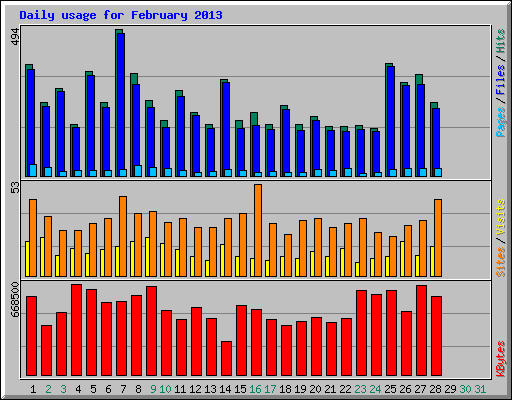 Daily usage for February 2013
494
Pages / Files / Hits
53
Sites / Visits
668500
KBytes
1 2 3 4 5 6 7 8 9 10 11 12 13 14 15 16 17 18 19 20 21 22 23 24 25 26 27 28 29 30 31